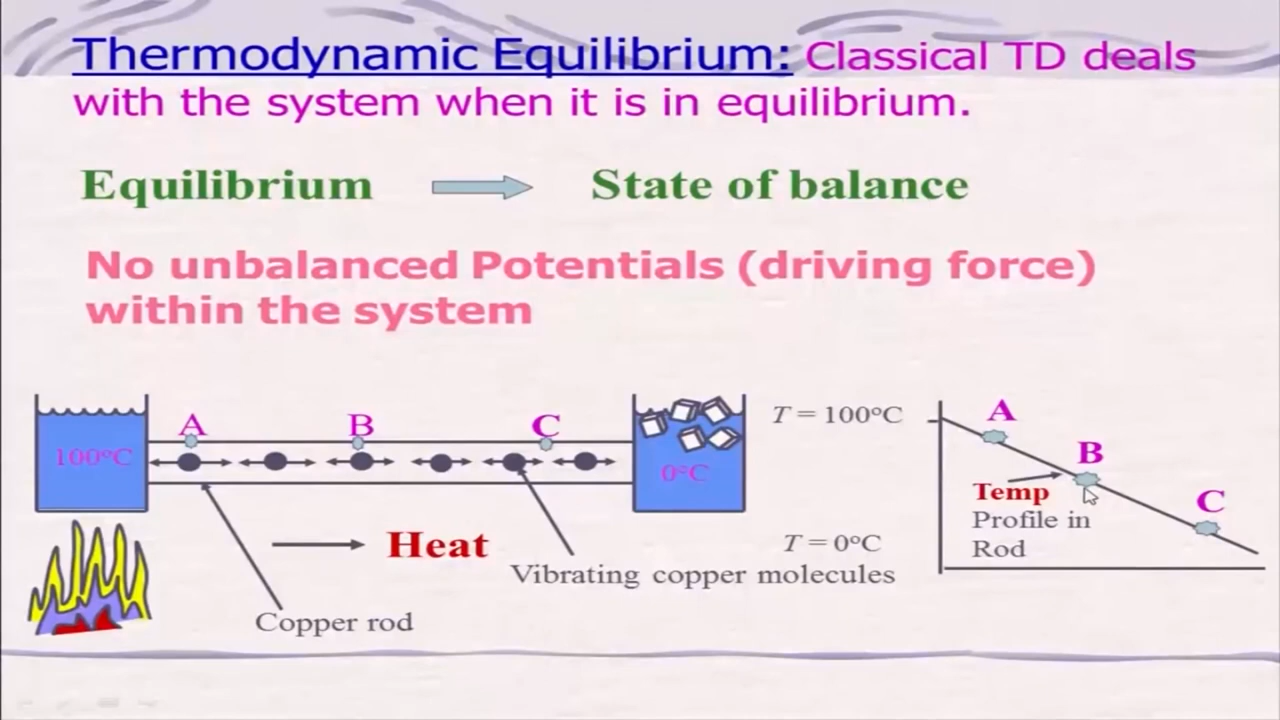 Thermodynamic Equilibrium: Classical TD deals
with the system when it is in equilibrium.
Equilibrium State of balance
No unbalanced Potentials (driving force)
within the system
100°C
A
B
C
0°C
Heat
Copper rod
Vibrating copper molecules
T = 100°C
T = 0°C
A
B
C
Temp
Profile in
Rod